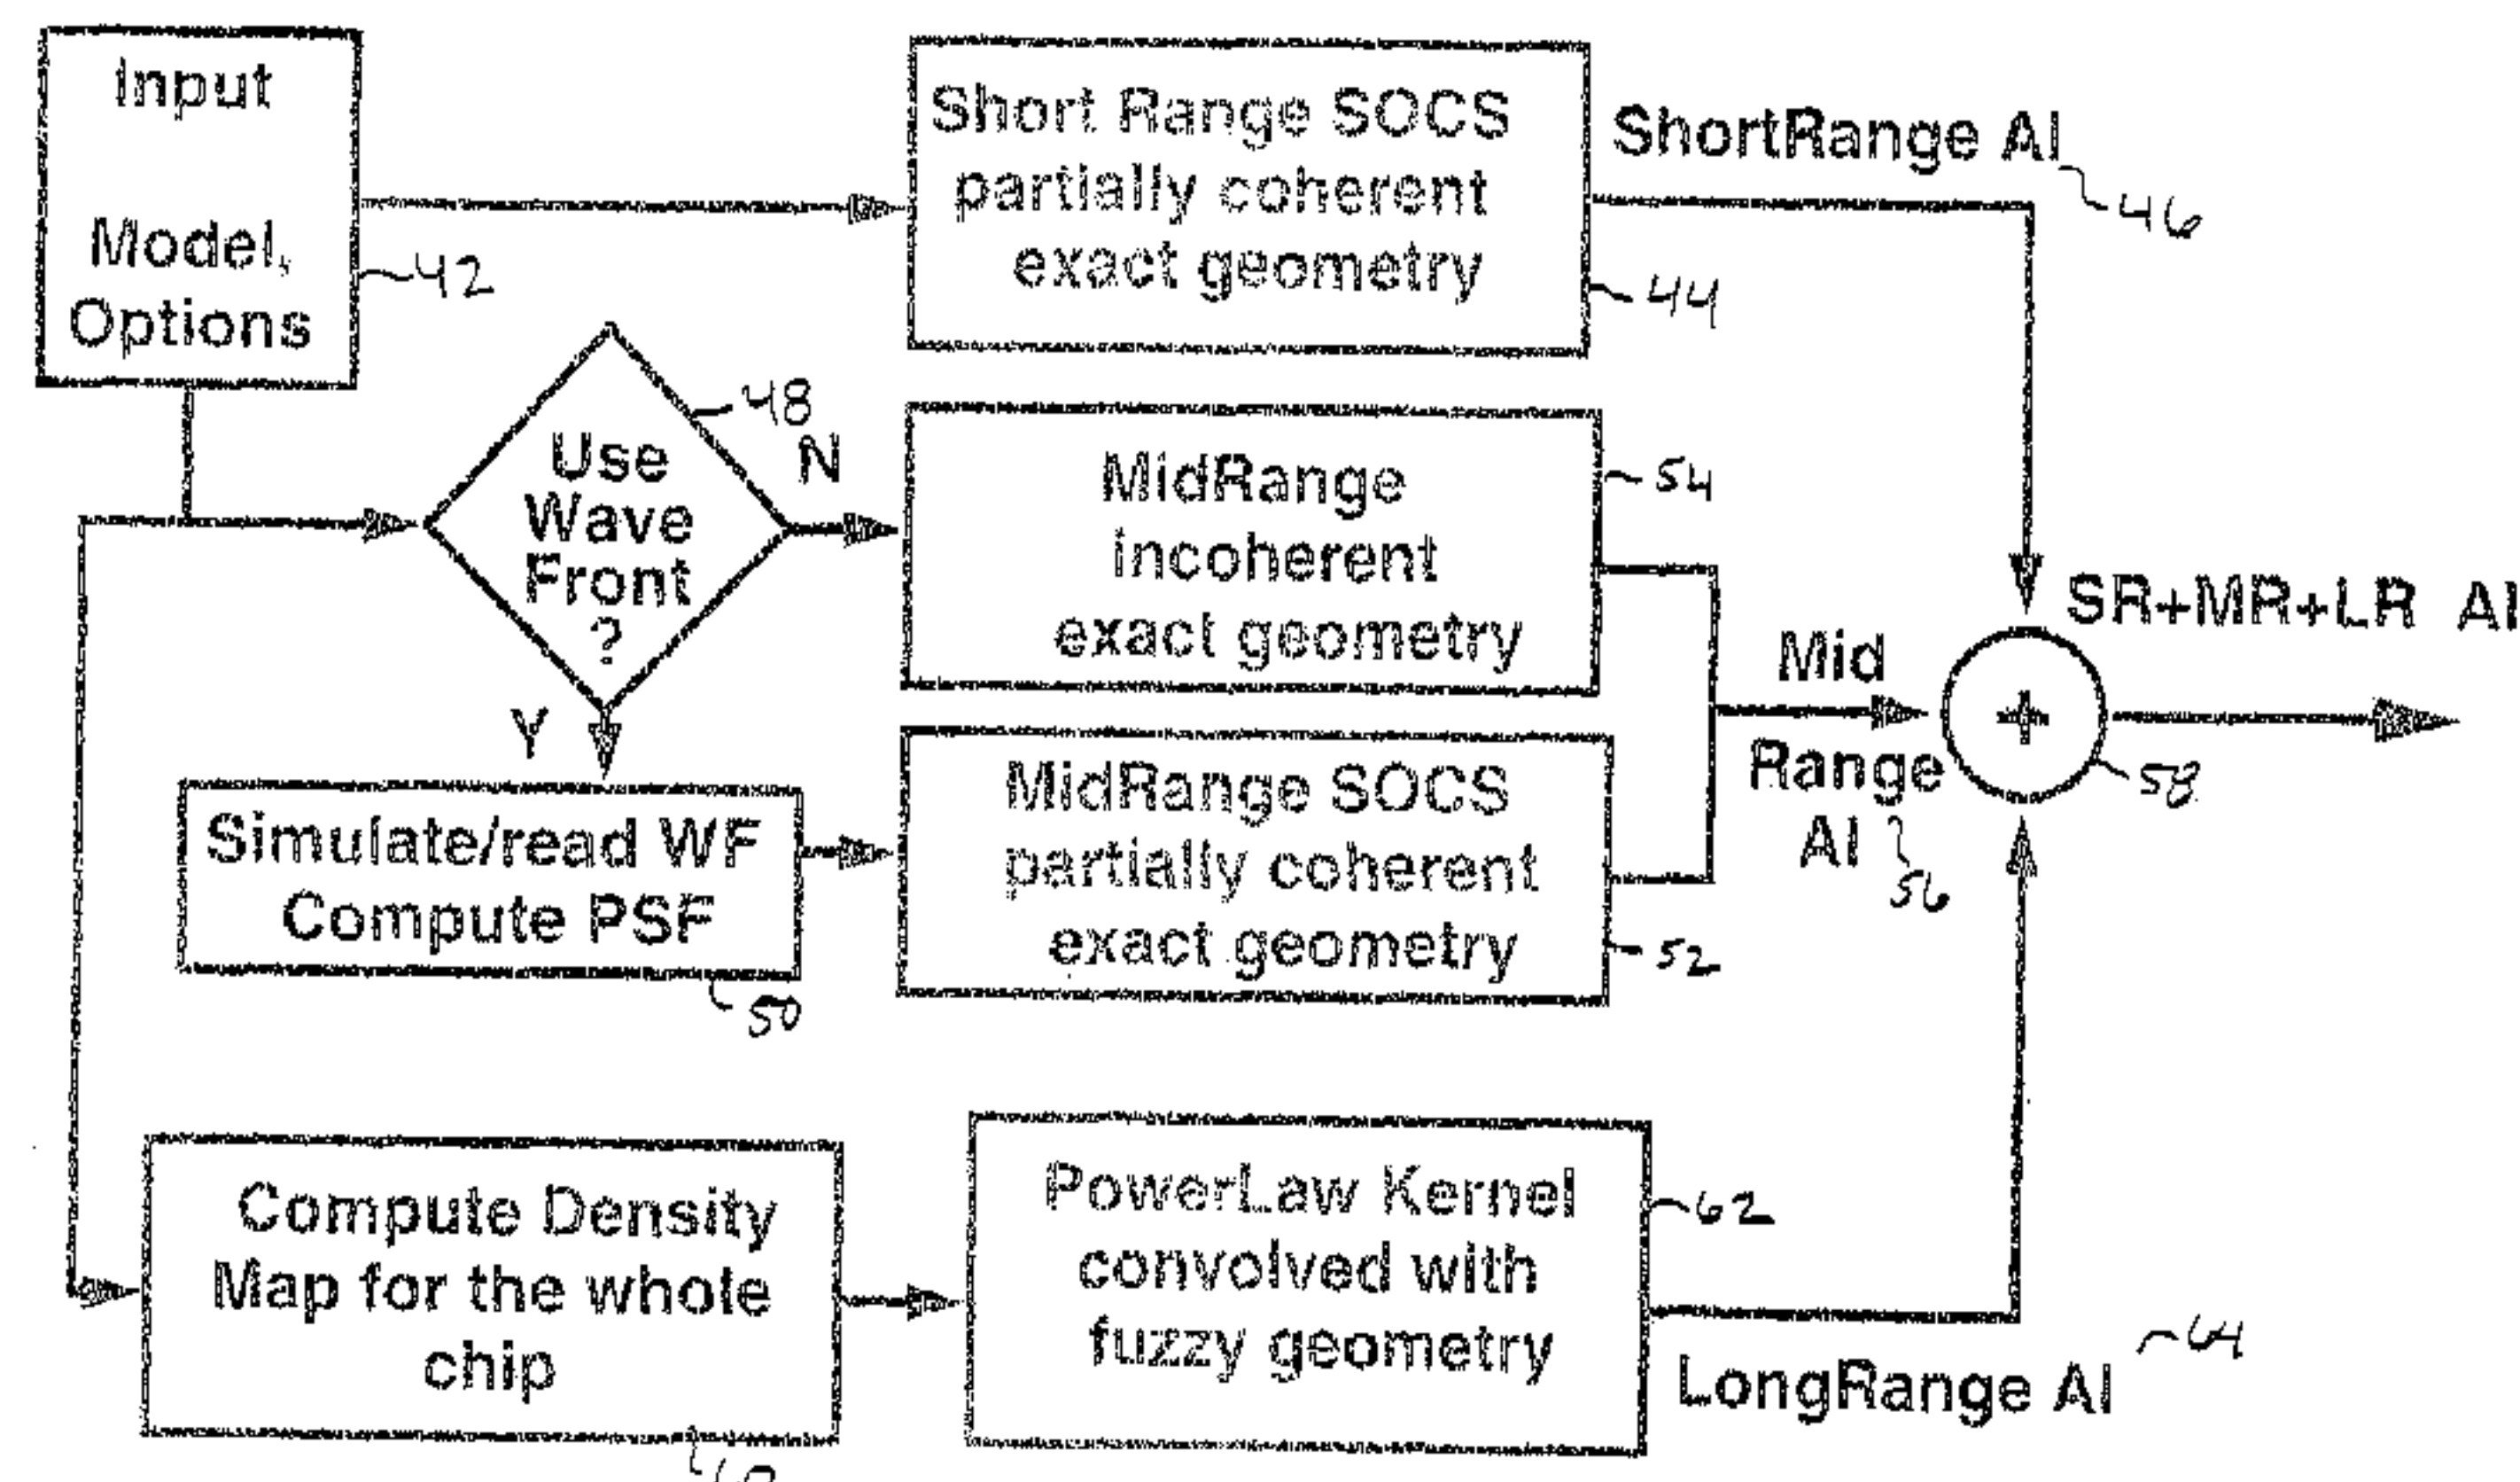 Input
Model,
Options
42
Short Range SOCS
partially coherent
exact geometry
44
ShortRange AI
46
Use
Wave
Front
?
48
N
Y
MidRange
incoherent
exact geometry
54
Simulate/read WF
Compute PSF
50
MidRange SOCS
partially coherent
exact geometry
52
Mid
Range
AI
56
SR+MR+LR AI
+
58
Compute Density
Map for the whole
chip
PowerLaw Kernel
convolved with
fuzzy geometry
62
LongRange AI
64